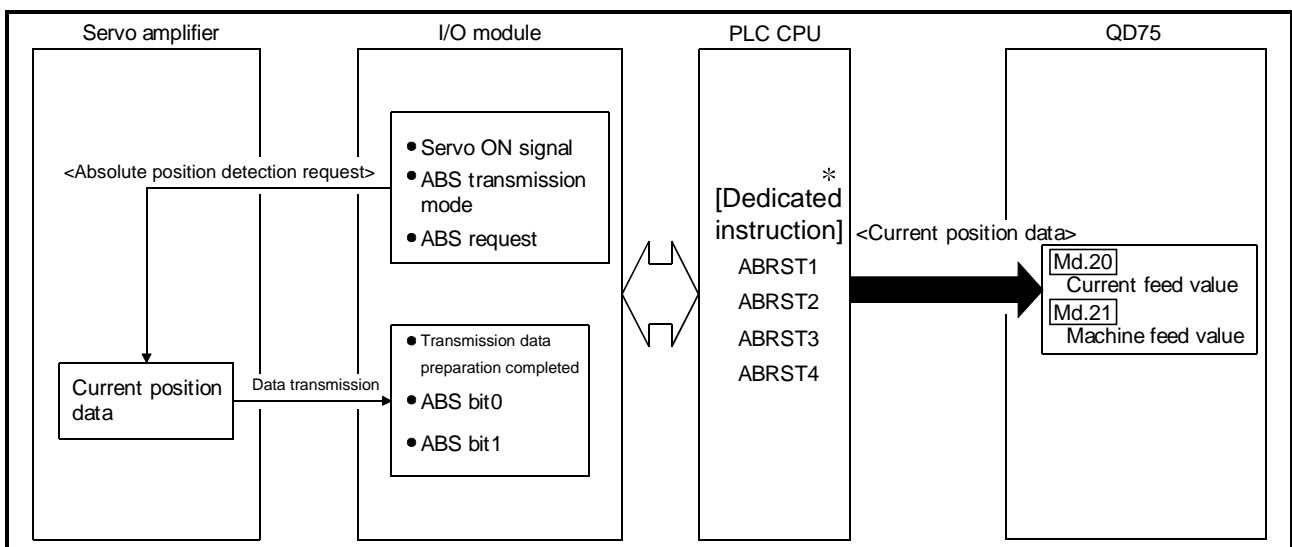 Servo amplifier
I/O module
PLC CPU
QD75
<Absolute position detection request>
● Servo ON signal
● ABS transmission
mode
● ABS request
Current position
data
Data transmission
● Transmission data
preparation completed
● ABS bit0
● ABS bit1
*
[Dedicated
instruction]
ABRST1
ABRST2
ABRST3
ABRST4
<Current position data>
Md.20
Current feed value
Md.21
Machine feed value